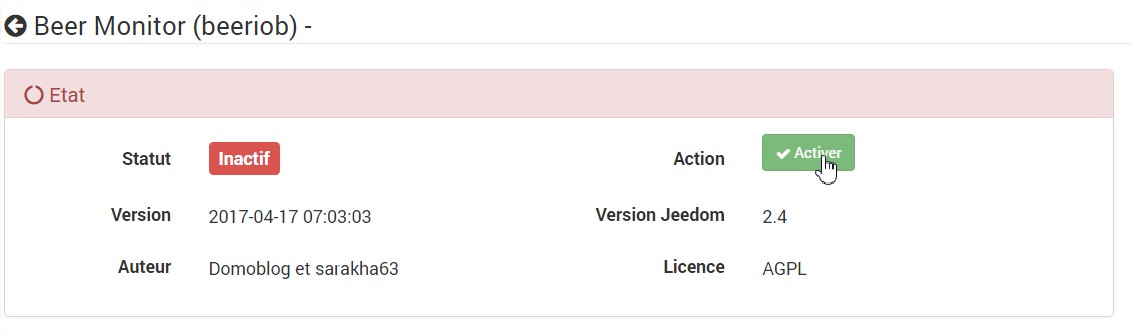 Beer Monitor (beeriob) -
Etat
Statut Inactif Action Activer
Version 2017-04-17 07:03:03 Version Jeedom 2.4
Auteur Domoblog et sarakha63 Licence AGPL